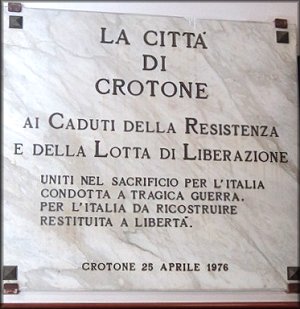 LA CITTÀ
DI
CROTONE
AI CADUTI DELLA RESISTENZA
E DELLA LOTTA DI LIBERAZIONE
UNITI NEL SACRIFICIO PER L'ITALIA
CONDOTTA A TRAGICA GUERRA.
PER L'ITALIA DA RICOSTRUIRE
RESTITUITA A LIBERTÀ.
CROTONE 25 APRILE 1976